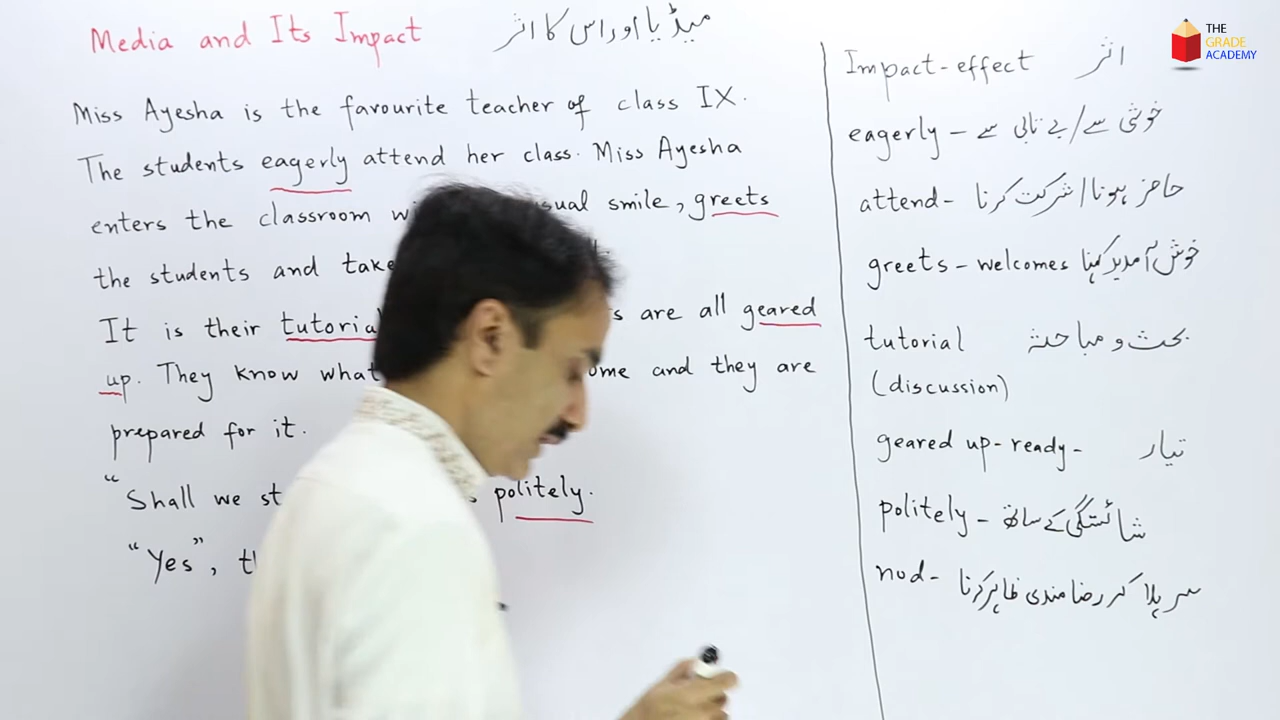 Media and Its Impact میڈیا اور اس کا اثر
Miss Ayesha is the favourite teacher of class IX.
The students eagerly attend her class. Miss Ayesha
enters the classroom sual smile, greets
the students and take
It is their tutoria s are all geared
up. They know what ome and they are
prepared for it.
"Shall we st politely.
"Yes", th
Impact - effect اثر
eagerly - خوشی سے / بے تابی سے
attend - حاضر ہونا / شرکت کرنا
greets - welcomes خوش آمدید کہنا
tutorial بحث و مباحثہ
(discussion)
geared up - ready - تیار
politely - شائستگی کے ساتھ
nod - سر ہلا کر رضا مندی ظاہر کرنا
THE
GRADE
ACADEMY